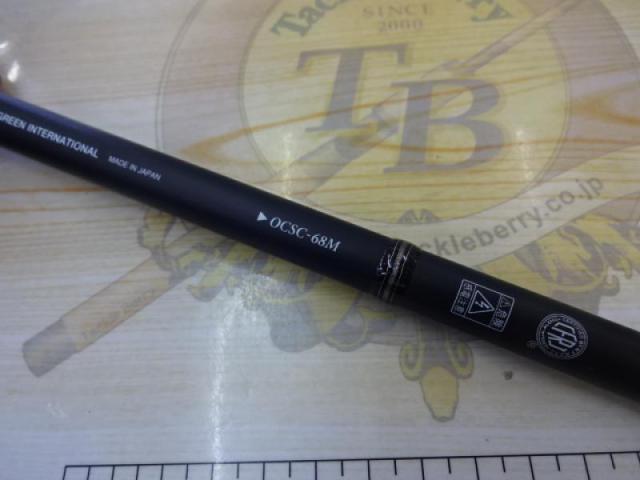 Tackleberry
SINCE
2000
TB
tackleberry.co.jp
GREEN INTERNATIONAL MADE IN JAPAN
▶ OCSC-68M